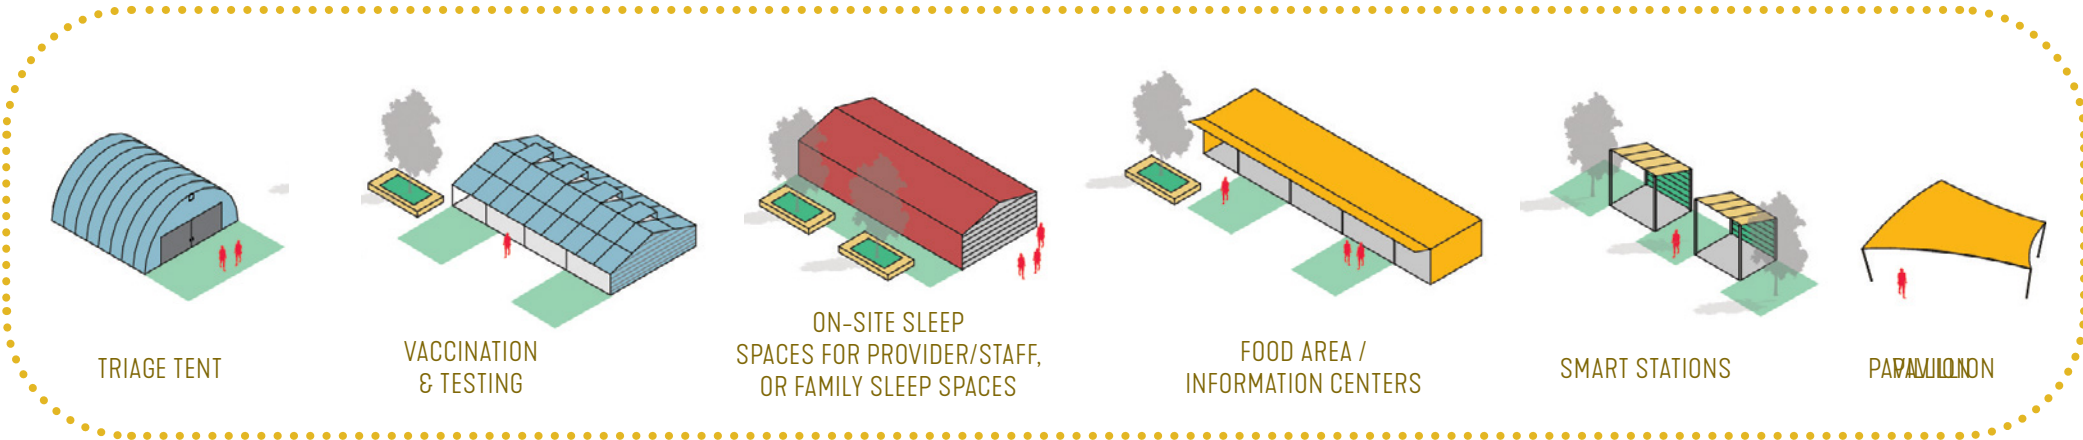 TRIAGE TENT
VACCINATION
& TESTING
ON-SITE SLEEP
SPACES FOR PROVIDER/STAFF,
OR FAMILY SLEEP SPACES
FOOD AREA /
INFORMATION CENTERS
SMART STATIONS
PAVILLION